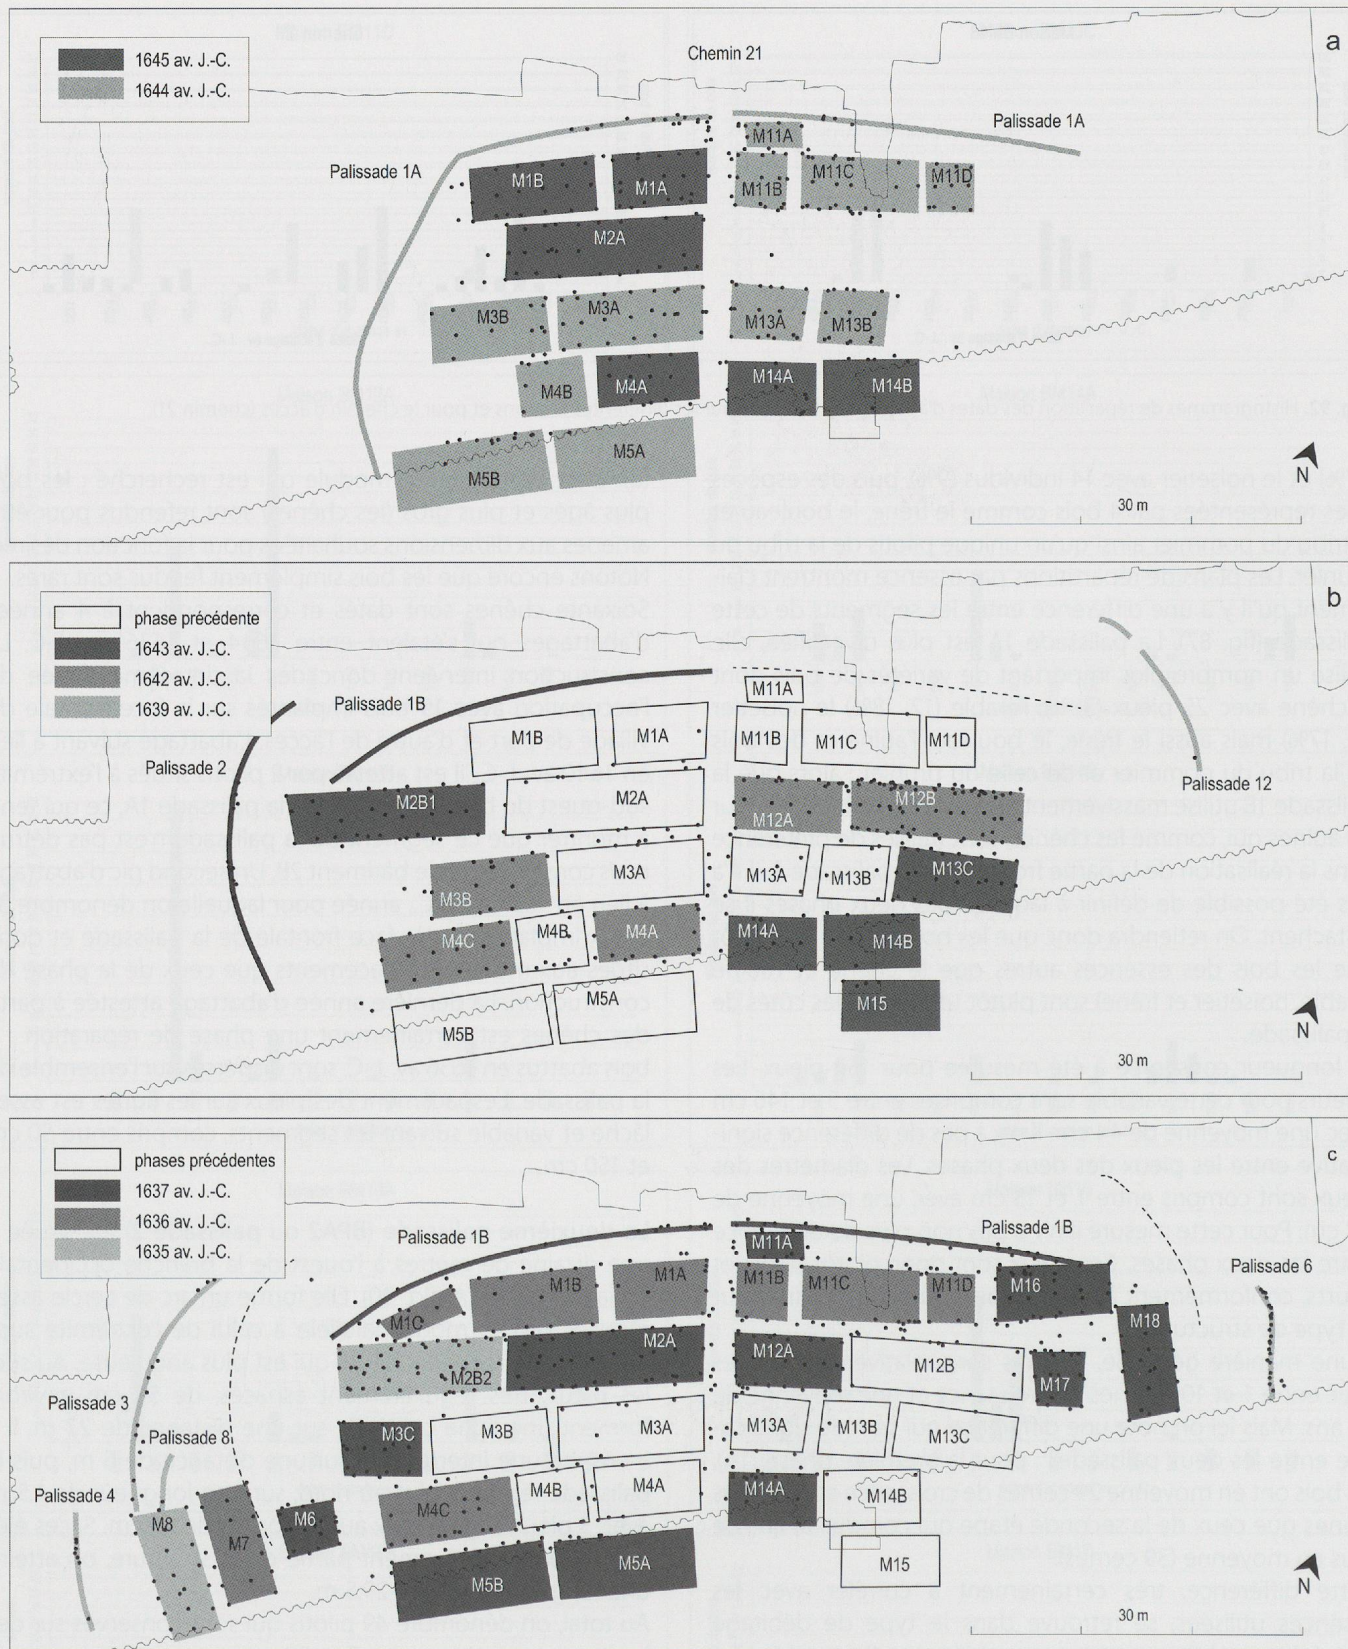 a
1645 av. J.-C.
1644 av. J.-C.
Chemin 21
Palissade 1A
Palissade 1A
M11A
M1B
M1A
M11B
M11C
M11D
M2A
M3B
M3A
M13A
M13B
M4B
M4A
M14A
M14B
M5B
M5A
N
30 m
b
phase précédente
1643 av. J.-C.
1642 av. J.-C.
1639 av. J.-C.
Palissade 1B
Palissade 2
Palissade 12
M11A
M1B
M1A
M11B
M11C
M11D
M2B1
M2A
M12A
M12B
M3B
M3A
M13A
M13B
M13C
M4C
M4B
M4A
M14A
M14B
M5B
M5A
M15
N
30 m
c
phases précédentes
1637 av. J.-C.
1636 av. J.-C.
1635 av. J.-C.
Palissade 1B
Palissade 1B
Palissade 6
M11A
M1C
M1B
M1A
M11B
M11C
M11D
M16
M18
M2B2
M2A
M12A
M12B
M17
Palissade 3
Palissade 8
Palissade 4
M3C
M3B
M3A
M13A
M13B
M13C
M8
M7
M6
M4C
M4B
M4A
M14A
M14B
M5B
M5A
M15
N
30 m